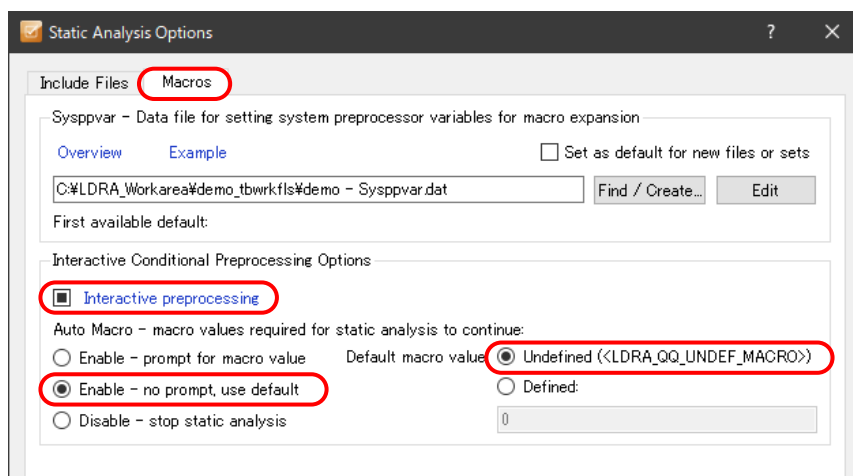 Static Analysis Options ? ×
Include Files Macros
Sysppvar - Data file for setting system preprocessor variables for macro expansion
Overview Example Set as default for new files or sets
C:¥LDRA_Workarea¥demo_tbwrkfls¥demo - Sysppvar.dat Find / Create... Edit
First available default:
Interactive Conditional Preprocessing Options
Interactive preprocessing
Auto Macro - macro values required for static analysis to continue:
Enable - prompt for macro value Default macro value Undefined (<LDRA_QQ_UNDEF_MACRO>)
Enable - no prompt, use default Defined:
Disable - stop static analysis 0